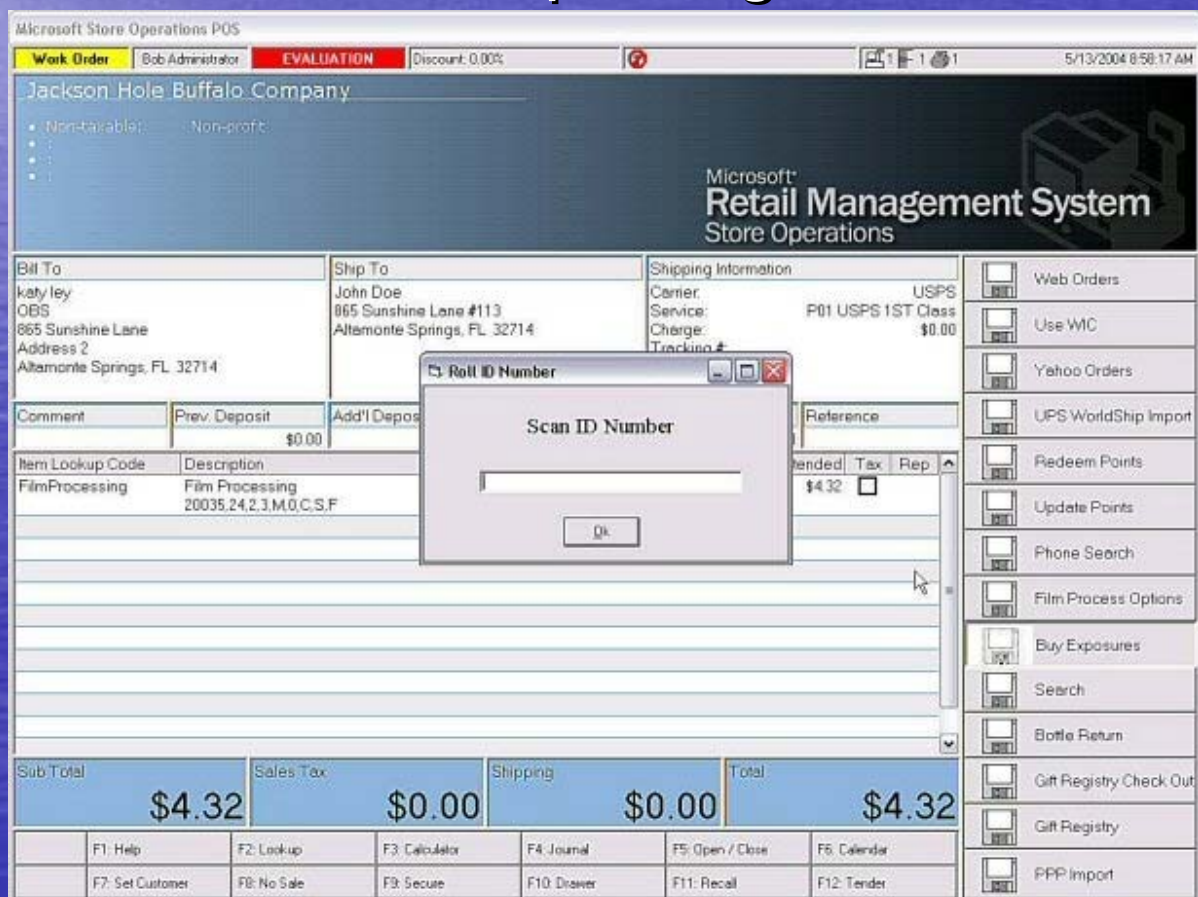 Microsoft Store Operations POS
Work Order Bob Administrator EVALUATION Discount: 0.00% 1 1 1 5/13/2004 8:58:17 AM
Jackson Hole Buffalo Company
Non-taxable: Non-profit
:
:
:
Microsoft
Retail Management System
Store Operations
Bill To
katy ley
OBS
865 Sunshine Lane
Address 2
Altamonte Springs, FL 32714
Ship To
John Doe
865 Sunshine Lane #113
Altamonte Springs, FL 32714
Shipping Information
Carrier: USPS
Service: P01 USPS 1ST Class
Charge: $0.00
Tracking #:
Comment Prev. Deposit Add'l Depos Reference
$0.00
Item Lookup Code Description Tax Rep
FilmProcessing Film Processing $4.32
20035,24,2,3,M,0,C,S,F
Roll ID Number
Scan ID Number
Ok
Web Orders
Use WIC
Yahoo Orders
UPS WorldShip Import
Redeem Points
Update Points
Phone Search
Film Process Options
Buy Exposures
Search
Bottle Return
Gift Registry Check Out
Gift Registry
PPP Import
Sub Total Sales Tax Shipping Total
$4.32 $0.00 $0.00 $4.32
F1: Help F2: Lookup F3: Calculator F4: Journal F5: Open / Close F6: Calendar
F7: Set Customer F8: No Sale F9: Secure F10: Drawer F11: Recall F12: Tender